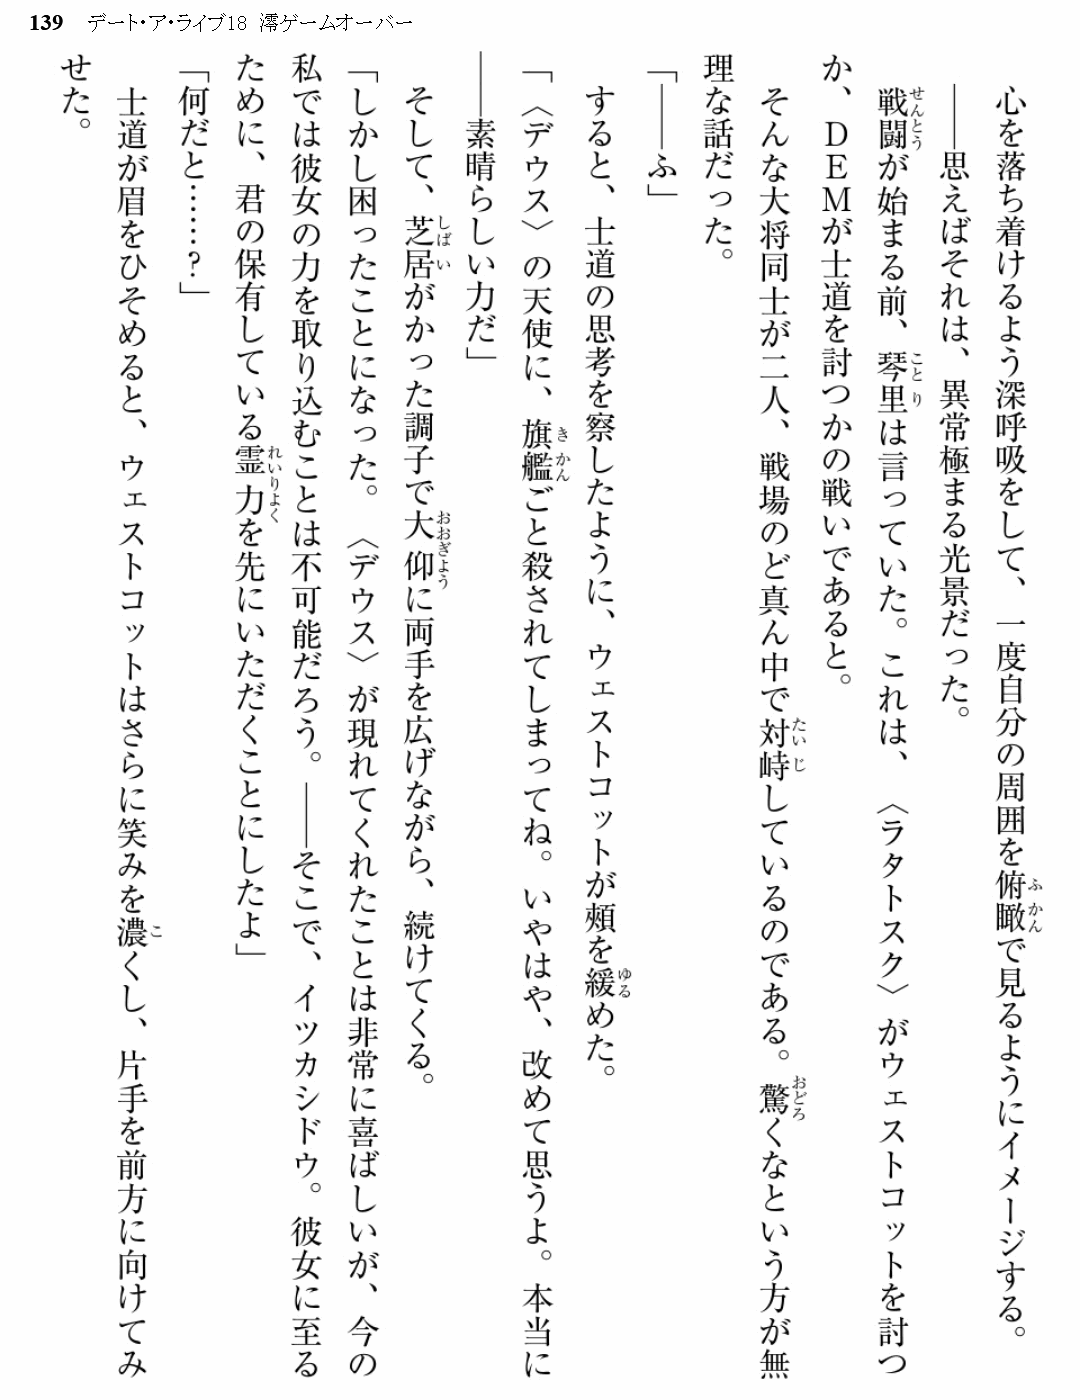 139 デート・ア・ライブ18 澪ゲームオーバー
心を落ち着けるよう深呼吸をして、一度自分の周囲を俯瞰で見るようにイメージする。
――思えばそれは、異常極まる光景だった。
戦闘が始まる前、琴里は言っていた。これは、〈ラタトスク〉がウェストコットを討つ
か、ＤＥＭが士道を討つかの戦いであると。
そんな大将同士が二人、戦場のど真ん中で対峙しているのである。驚くなという方が無
理な話だった。
「――ふ」
すると、士道の思考を察したように、ウェストコットが頰を緩めた。
「〈デウス〉の天使に、旗艦ごと殺されてしまってね。いやはや、改めて思うよ。本当に
――素晴らしい力だ」
そして、芝居がかった調子で大仰に両手を広げながら、続けてくる。
「しかし困ったことになった。〈デウス〉が現れてくれたことは非常に喜ばしいが、今の
私では彼女の力を取り込むことは不可能だろう。――そこで、イツカシドウ。彼女に至る
ために、君の保有している霊力を先にいただくことにしたよ」
「何だと……？」
士道が眉をひそめると、ウェストコットはさらに笑みを濃くし、片手を前方に向けてみ
せた。